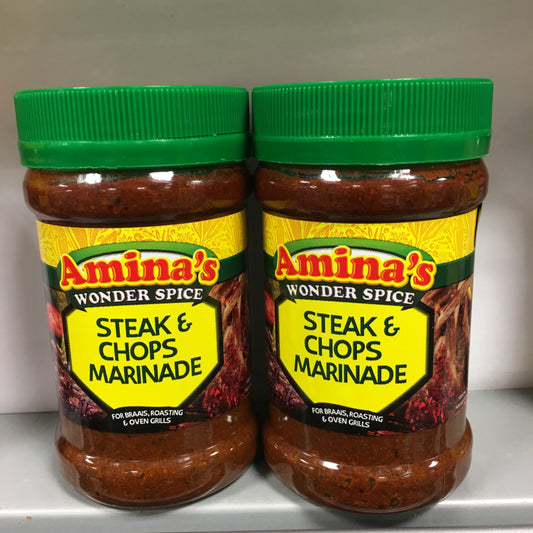 Amina's
WONDER SPICE
STEAK &
CHOPS
MARINADE
FOR BRAAIS, ROASTING
& OVEN GRILLS
Amina's
WONDER SPICE
STEAK &
CHOPS
MARINADE
FOR BRAAIS, ROASTING
& OVEN GRILLS